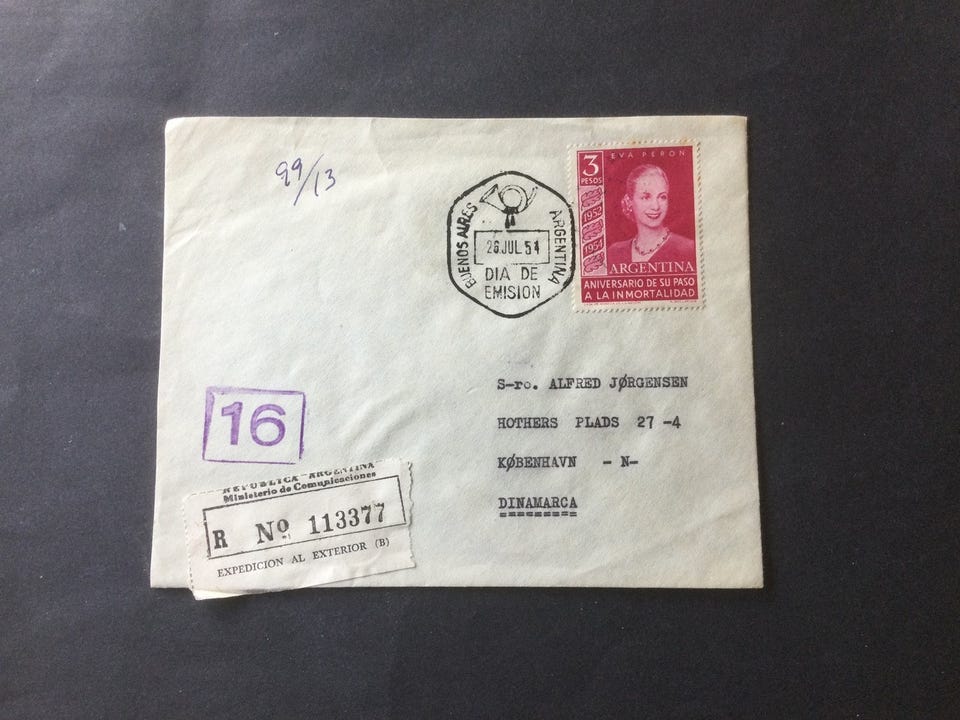 99/13
BUENOS AIRES
ARGENTINA
26.JUL.54
DIA DE
EMISION
3
PESOS
EVA PERON
1952
1954
ARGENTINA
ANIVERSARIO DE SU PASO
A LA INMORTALIDAD
S-ro. ALFRED JØRGENSEN
HOTHERS PLADS 27 -4
KØBENHAVN - N-
DINAMARCA
16
REPUBLICA ARGENTINA
Ministerio de Comunicaciones
R Nº 113377
EXPEDICION AL EXTERIOR (B)